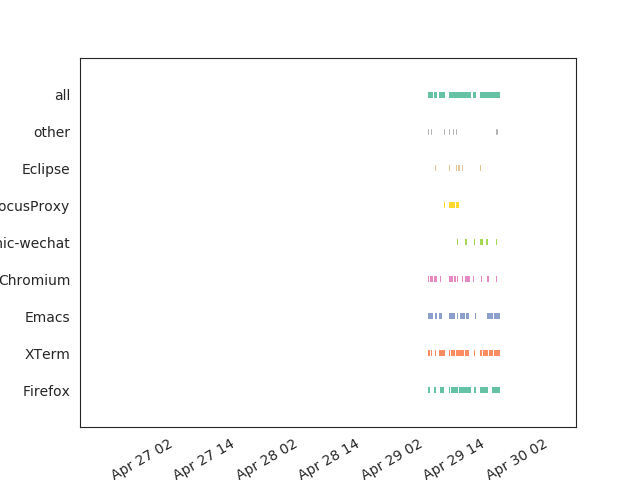 all
other
Eclipse
ocusProxy
nic-wechat
Chromium
Emacs
XTerm
Firefox
Apr 27 02
Apr 27 14
Apr 28 02
Apr 28 14
Apr 29 02
Apr 29 14
Apr 30 02